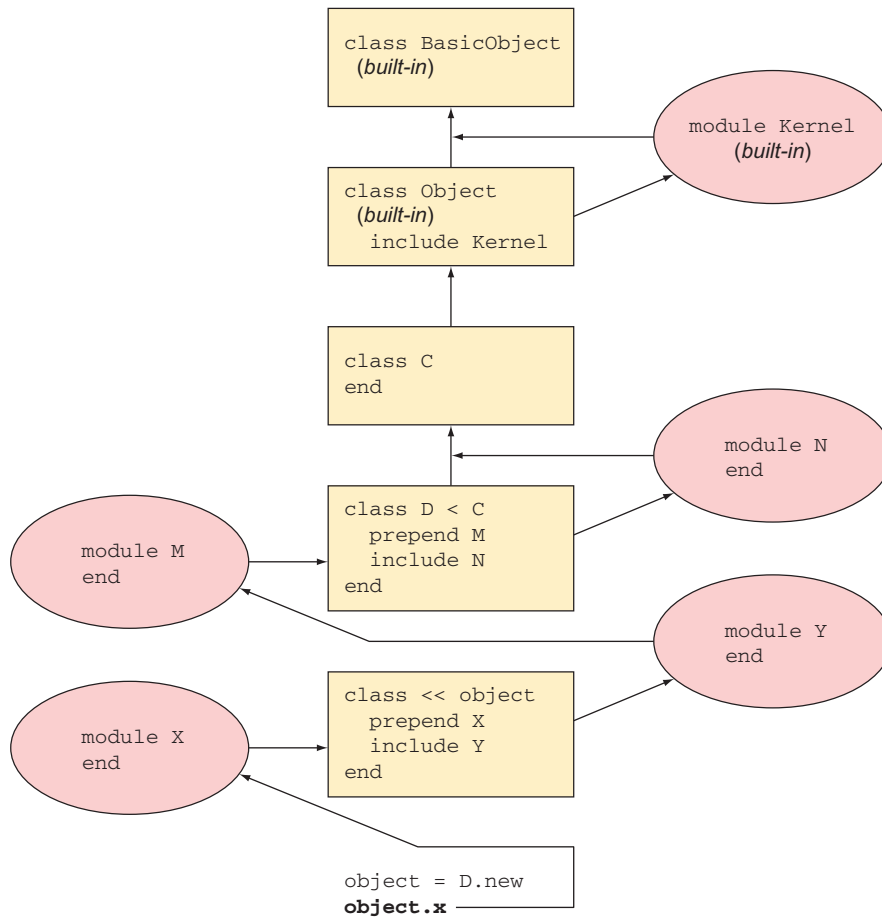 class BasicObject
(built-in)
module Kernel
(built-in)
class Object
(built-in)
include Kernel
class C
end
module N
end
class D < C
prepend M
include N
end
module M
end
module Y
end
class << object
prepend X
include Y
end
module X
end
object = D.new
object.x